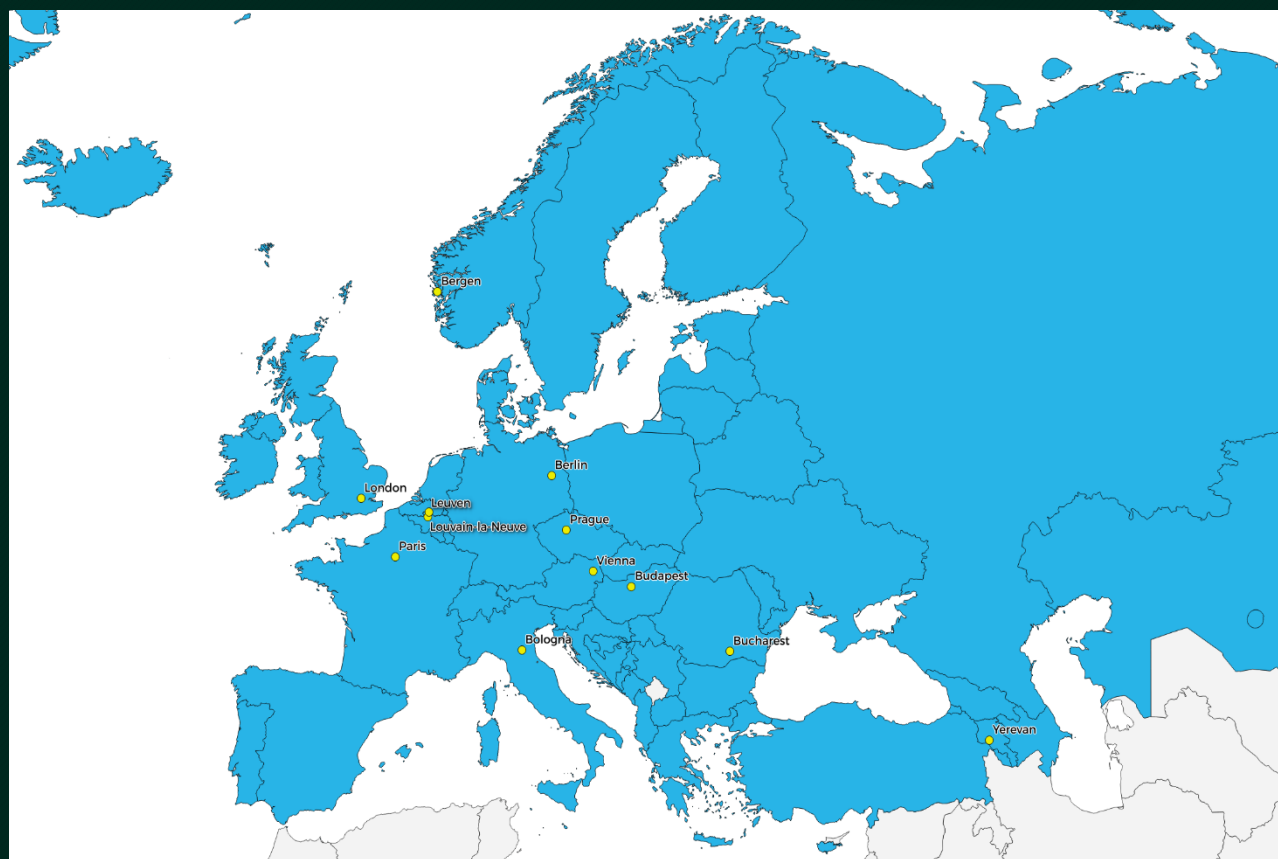 Bergen
Berlin
London
Leuven
Prague
Louvain-la-Neuve
Paris
Vienna
Budapest
Bologna
Bucharest
Yerevan